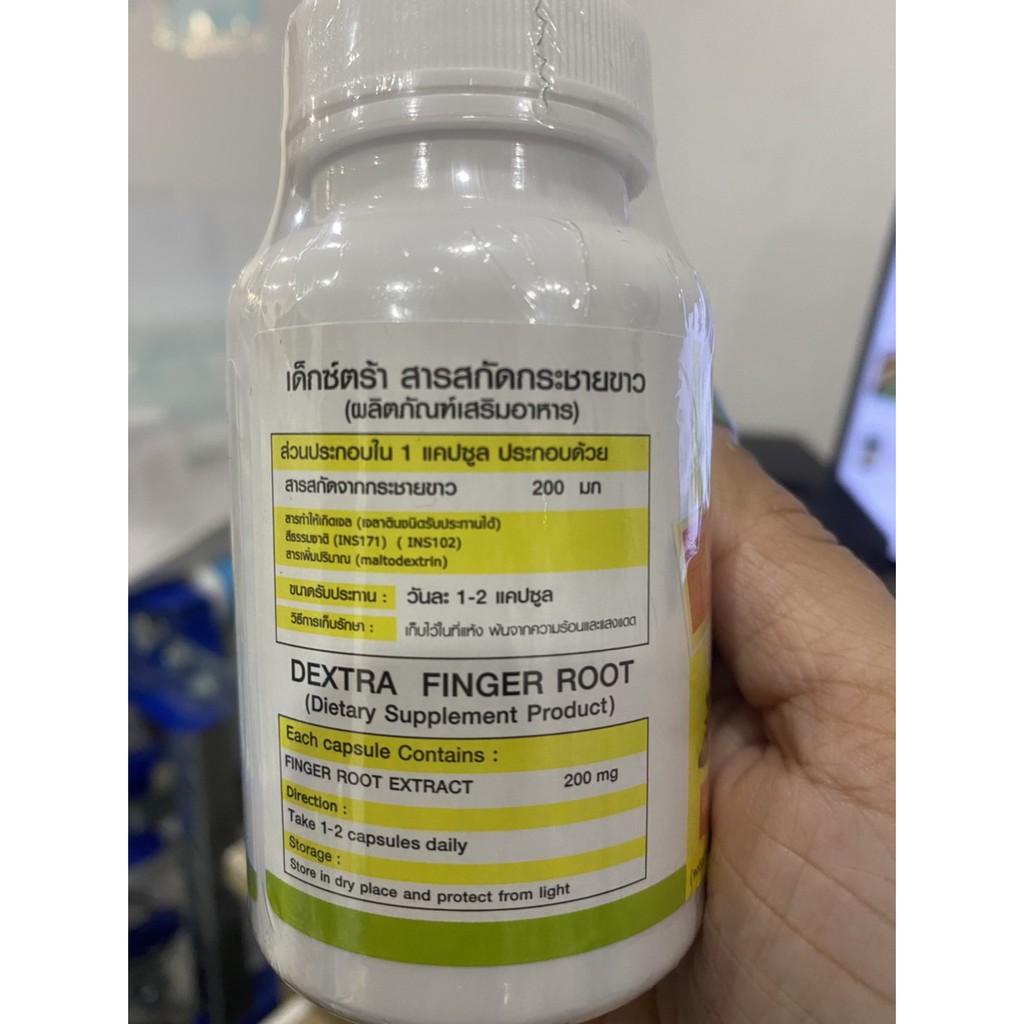 เด็กซ์ตร้า สารสกัดกระชายขาว
(ผลิตภัณฑ์เสริมอาหาร)
ส่วนประกอบใน 1 แคปซูล ประกอบด้วย
สารสกัดจากกระชายขาว 200 มก
สารทำให้เกิดเจล (เจลาตินชนิดรับประทานได้)
สีธรรมชาติ (INS171) ( INS102)
สารเพิ่มปริมาณ (maltodextrin)
ขนาดรับประทาน : วันละ 1-2 แคปซูล
วิธีการเก็บรักษา : เก็บไว้ในที่แห้ง พ้นจากความร้อนและแสงแดด
DEXTRA FINGER ROOT
(Dietary Supplement Product)
Each capsule Contains :
FINGER ROOT EXTRACT 200 mg
Direction :
Take 1-2 capsules daily
Storage :
Store in dry place and protect from light